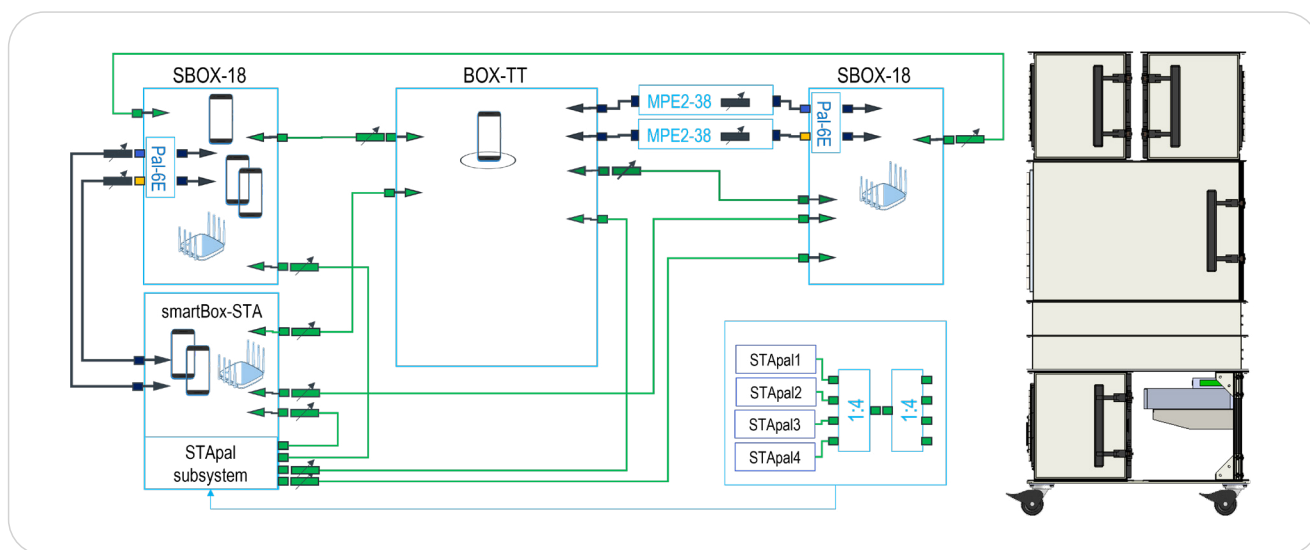 SBOX-18
BOX-TT
SBOX-18
MPE2-38
MPE2-38
Pal-6E
Pal-6E
smartBox-STA
STApal
subsystem
STApal1
STApal2
STApal3
STApal4
1:4
1:4